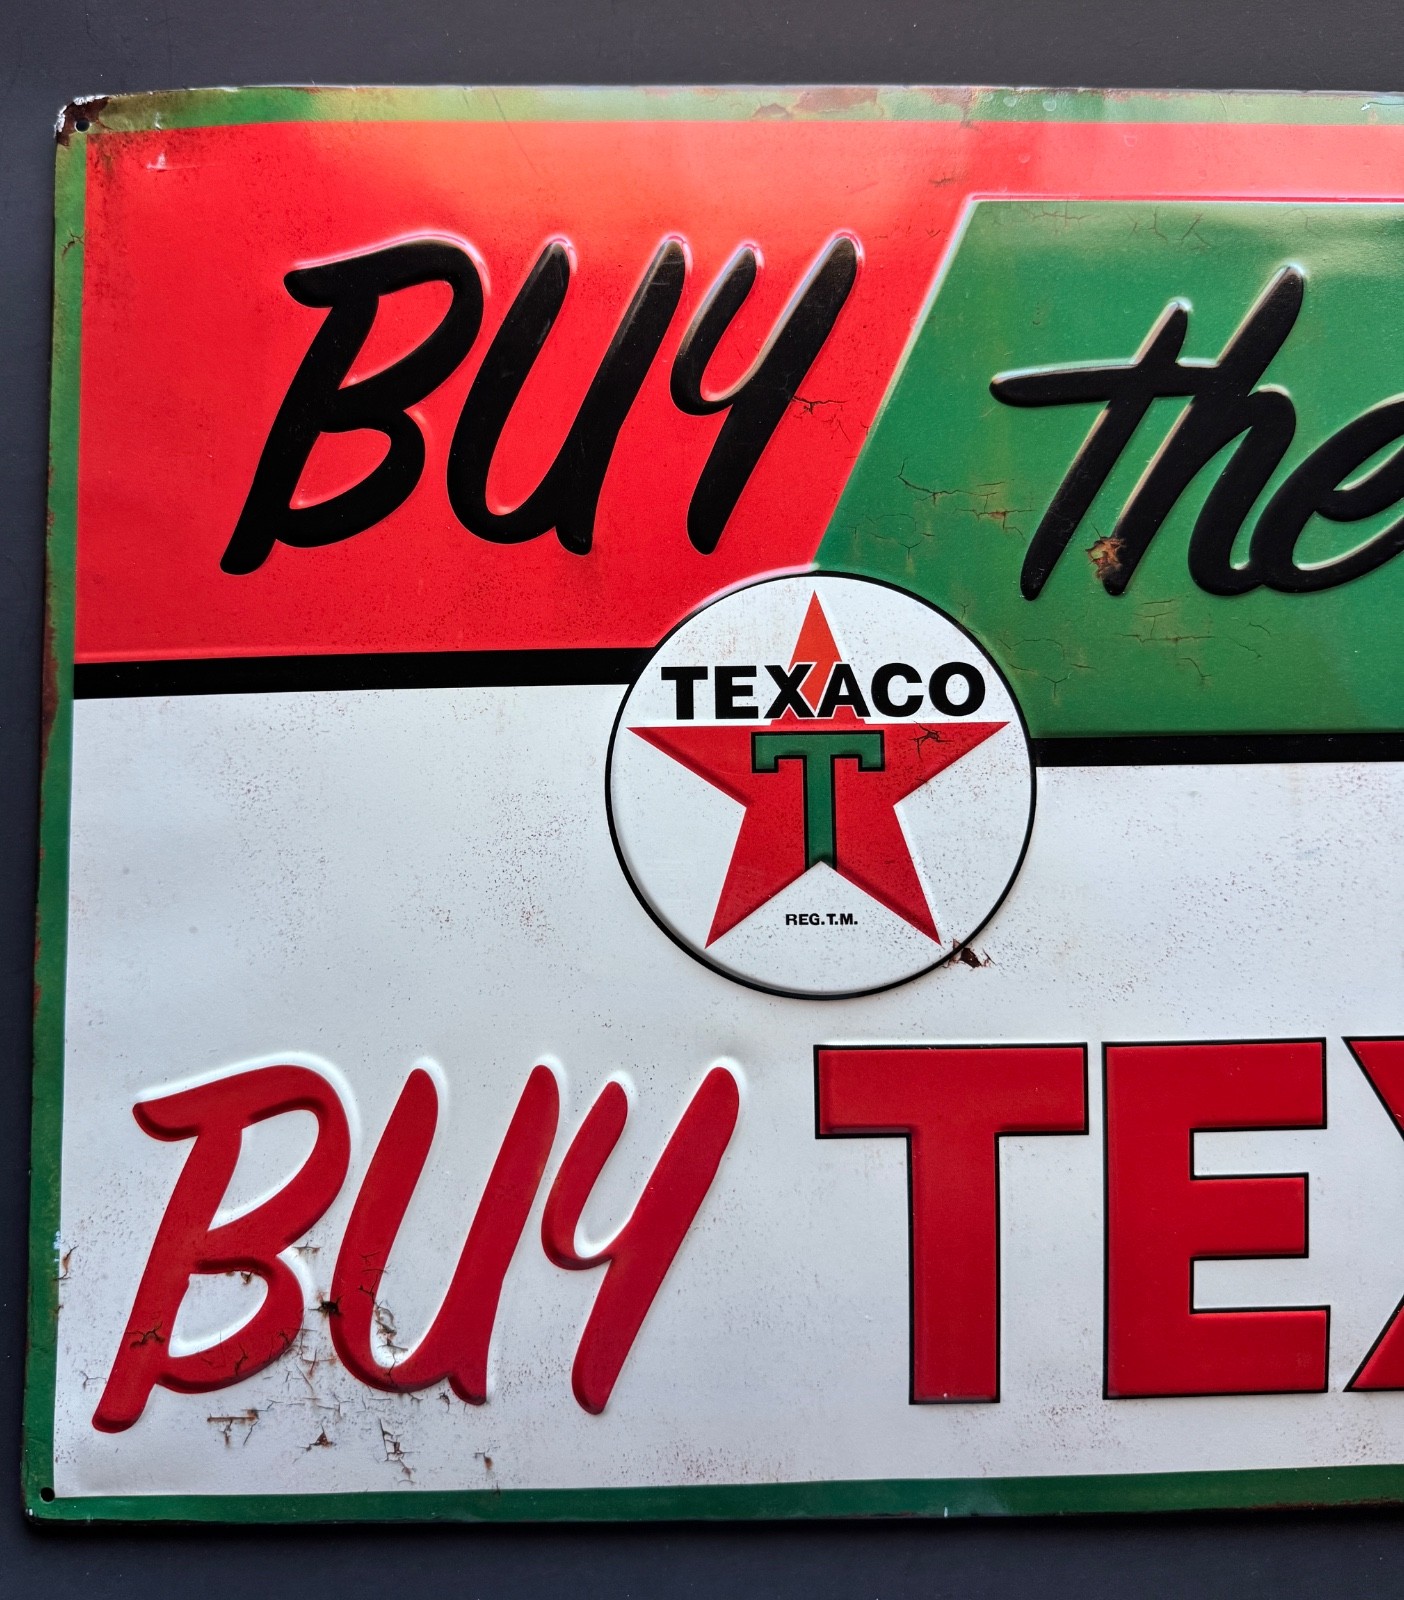 BUY the
TEXACO
T
REG.T.M.
BUY TEX